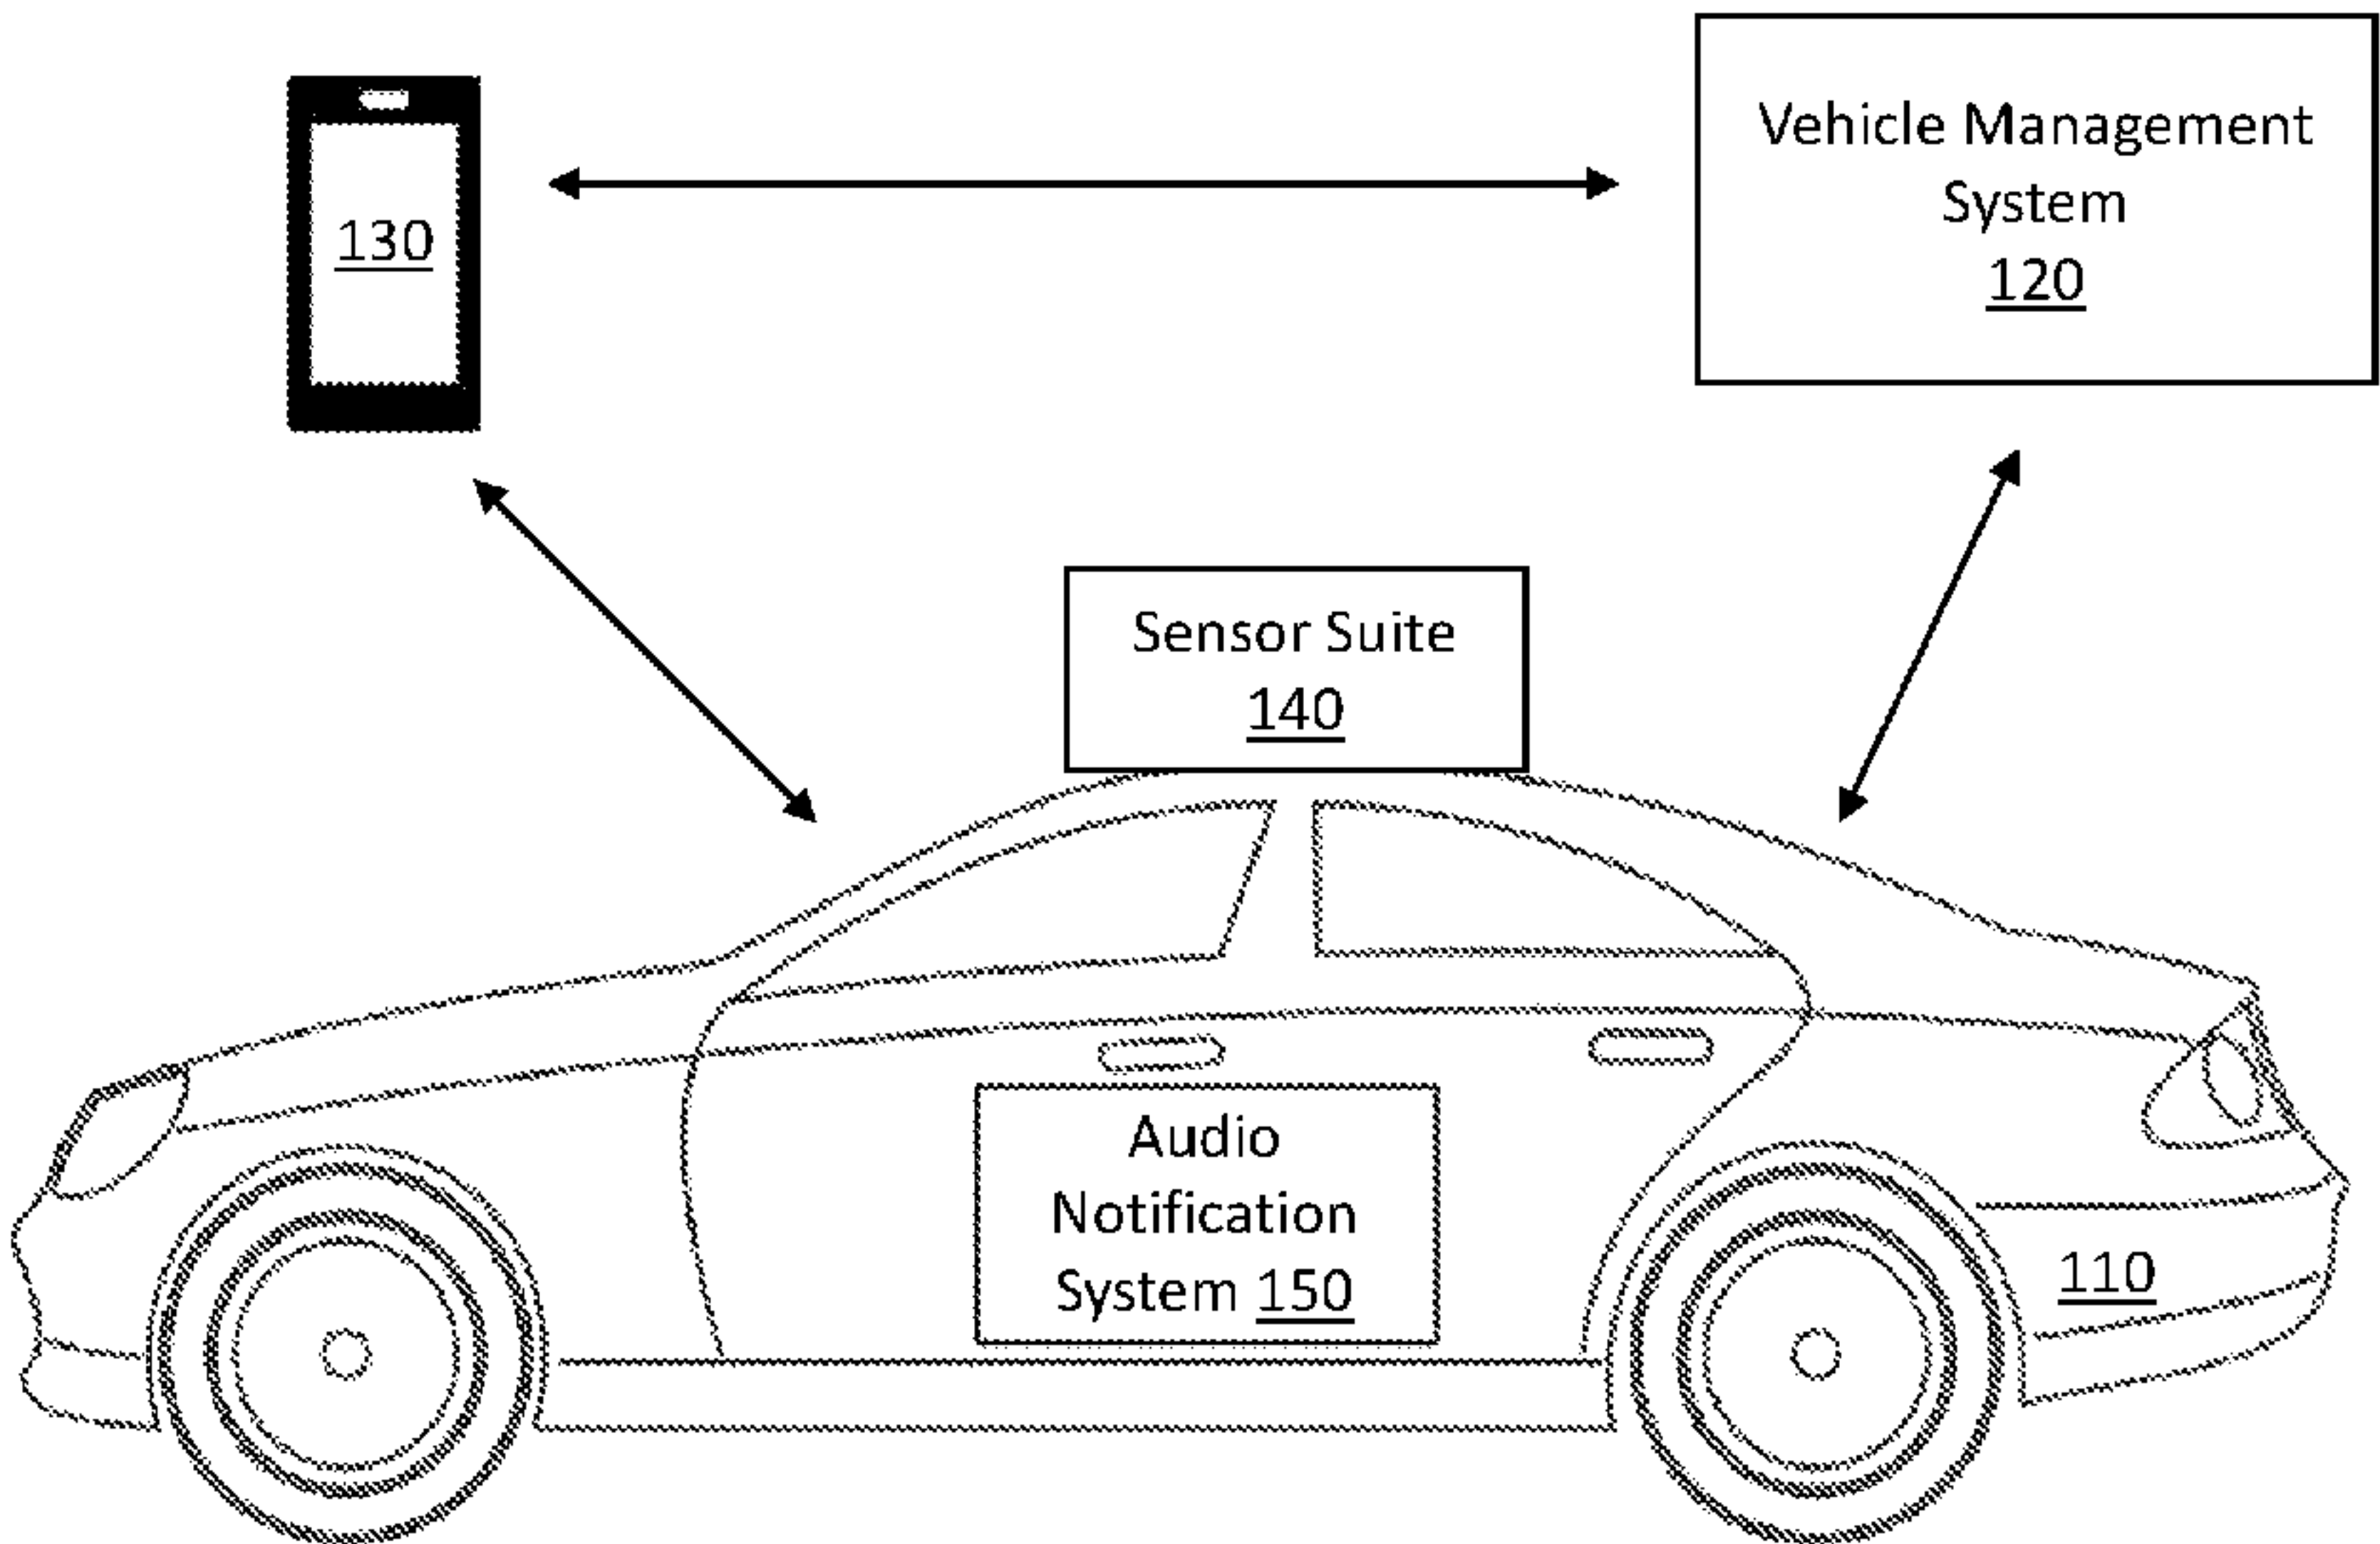 130
Vehicle Management
System
120
Sensor Suite
140
Audio
Notification
System 150
110